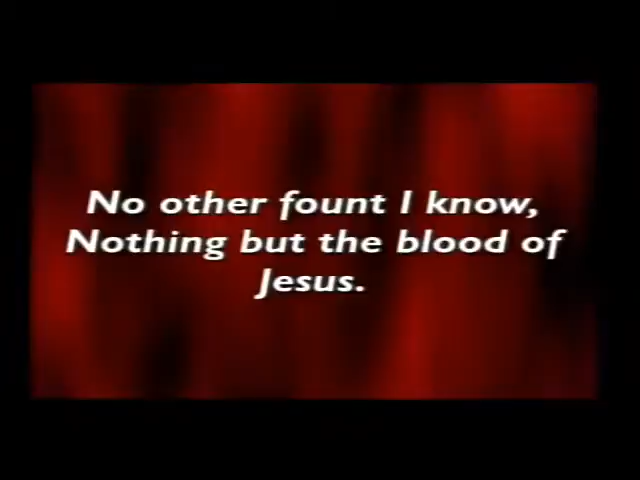 No other fount I know,
Nothing but the blood of
Jesus.